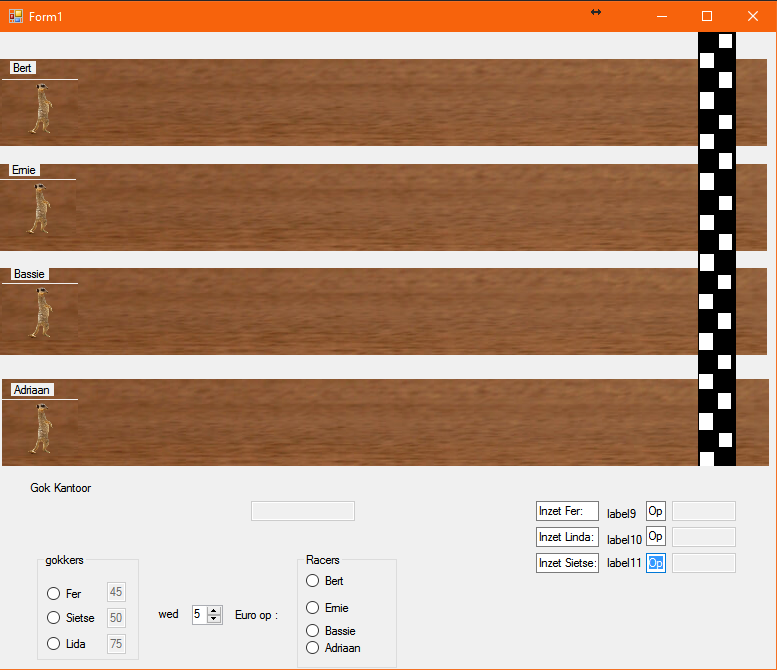 Form1
Bert
Ernie
Bassie
Adriaan
Gok Kantoor
Inzet Fer: label9 Op
Inzet Linda: label10 Op
Inzet Sietse: label11 Op
gokkers
Fer 45
Sietse 50
Lida 75
wed 5 Euro op :
Racers
Bert
Ernie
Bassie
Adriaan